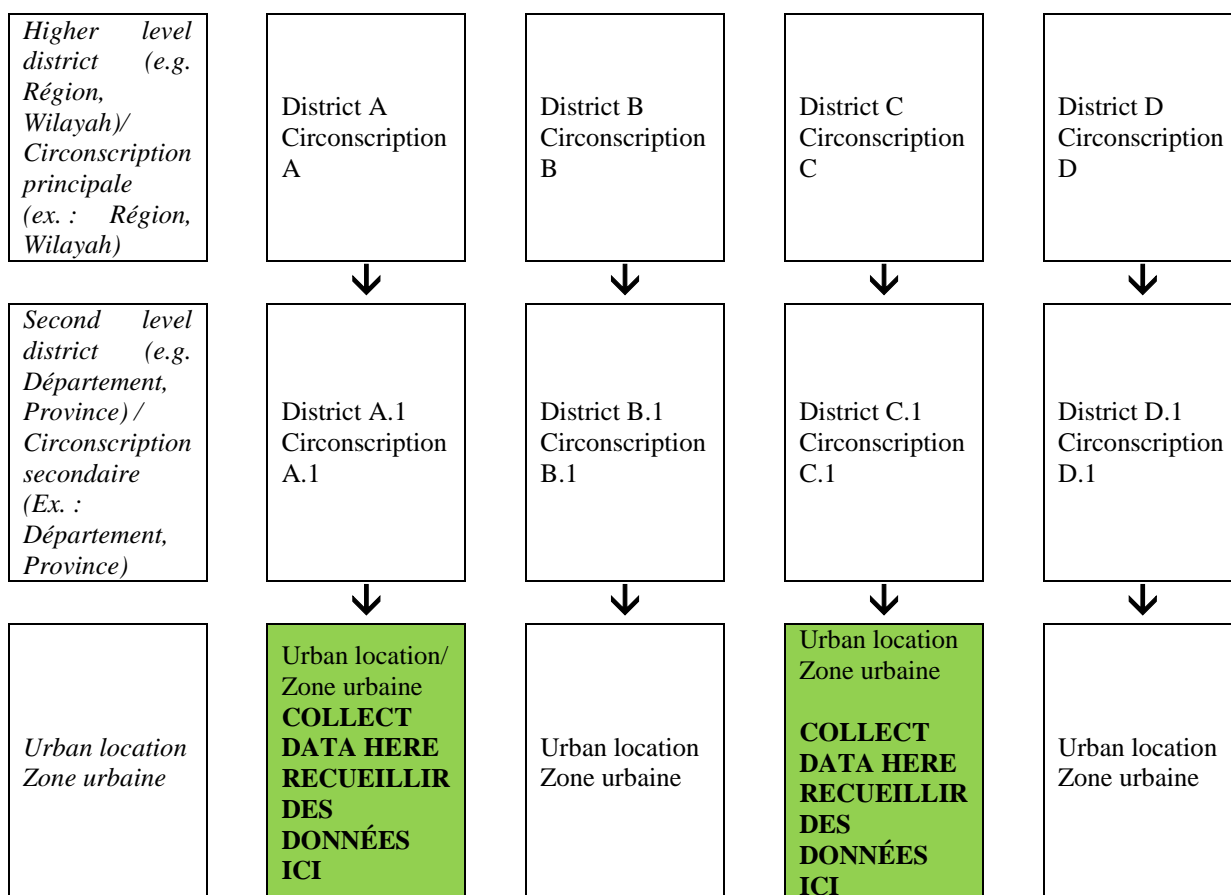 Higher level
district (e.g.
Région,
Wilayah)/
Circonscription
principale
(ex. : Région,
Wilayah)
District A
Circonscription
A
District B
Circonscription
B
District C
Circonscription
C
District D
Circonscription
D
Second level
district (e.g.
Département,
Province) /
Circonscription
secondaire
(Ex. :
Département,
Province)
District A.1
Circonscription
A.1
District B.1
Circonscription
B.1
District C.1
Circonscription
C.1
District D.1
Circonscription
D.1
Urban location
Zone urbaine
Urban location/
Zone urbaine
COLLECT
DATA HERE
RECUEILLIR
DES
DONNÉES
ICI
Urban location
Zone urbaine
Urban location
Zone urbaine
COLLECT
DATA HERE
RECUEILLIR
DES
DONNÉES
ICI
Urban location
Zone urbaine